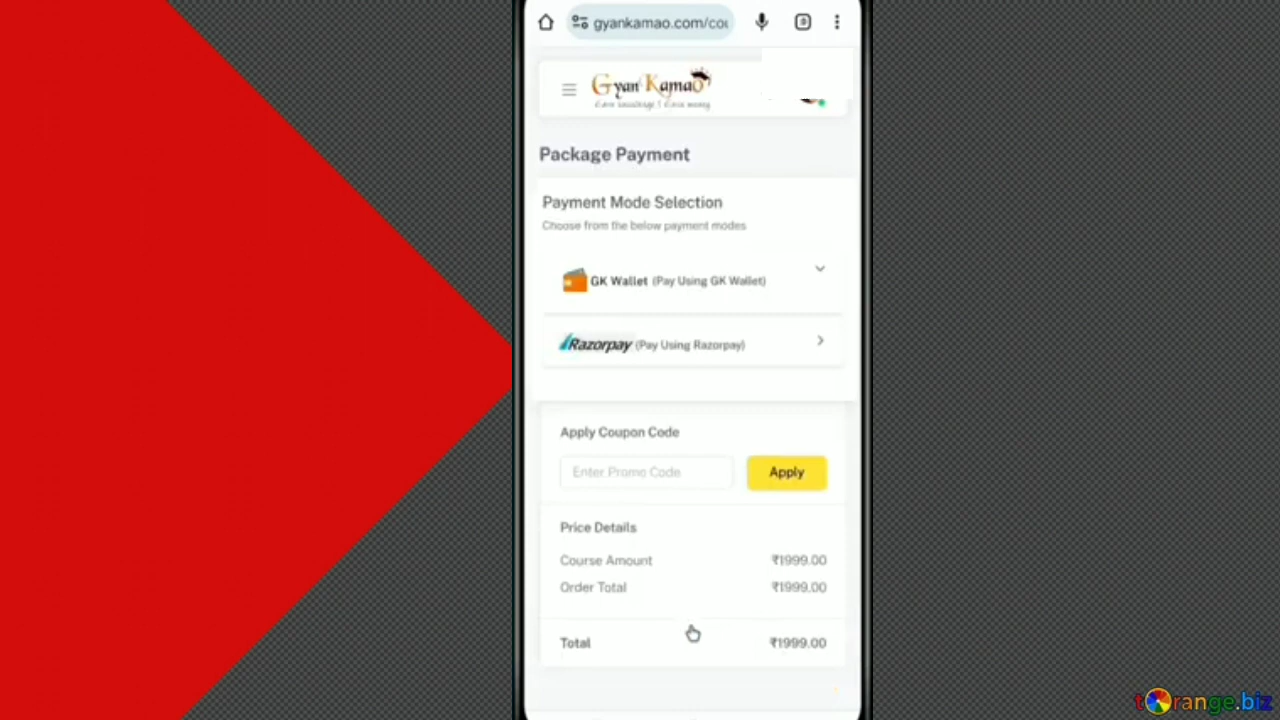 gyankamao.com/cou
Gyan Kamao
Package Payment
Payment Mode Selection
Choose from the below payment modes
GK Wallet (Pay Using GK Wallet)
Razorpay (Pay Using Razorpay)
Apply Coupon Code
Enter Promo Code
Apply
Price Details
Course Amount ₹1999.00
Order Total ₹1999.00
Total ₹1999.00
tOrange.biz